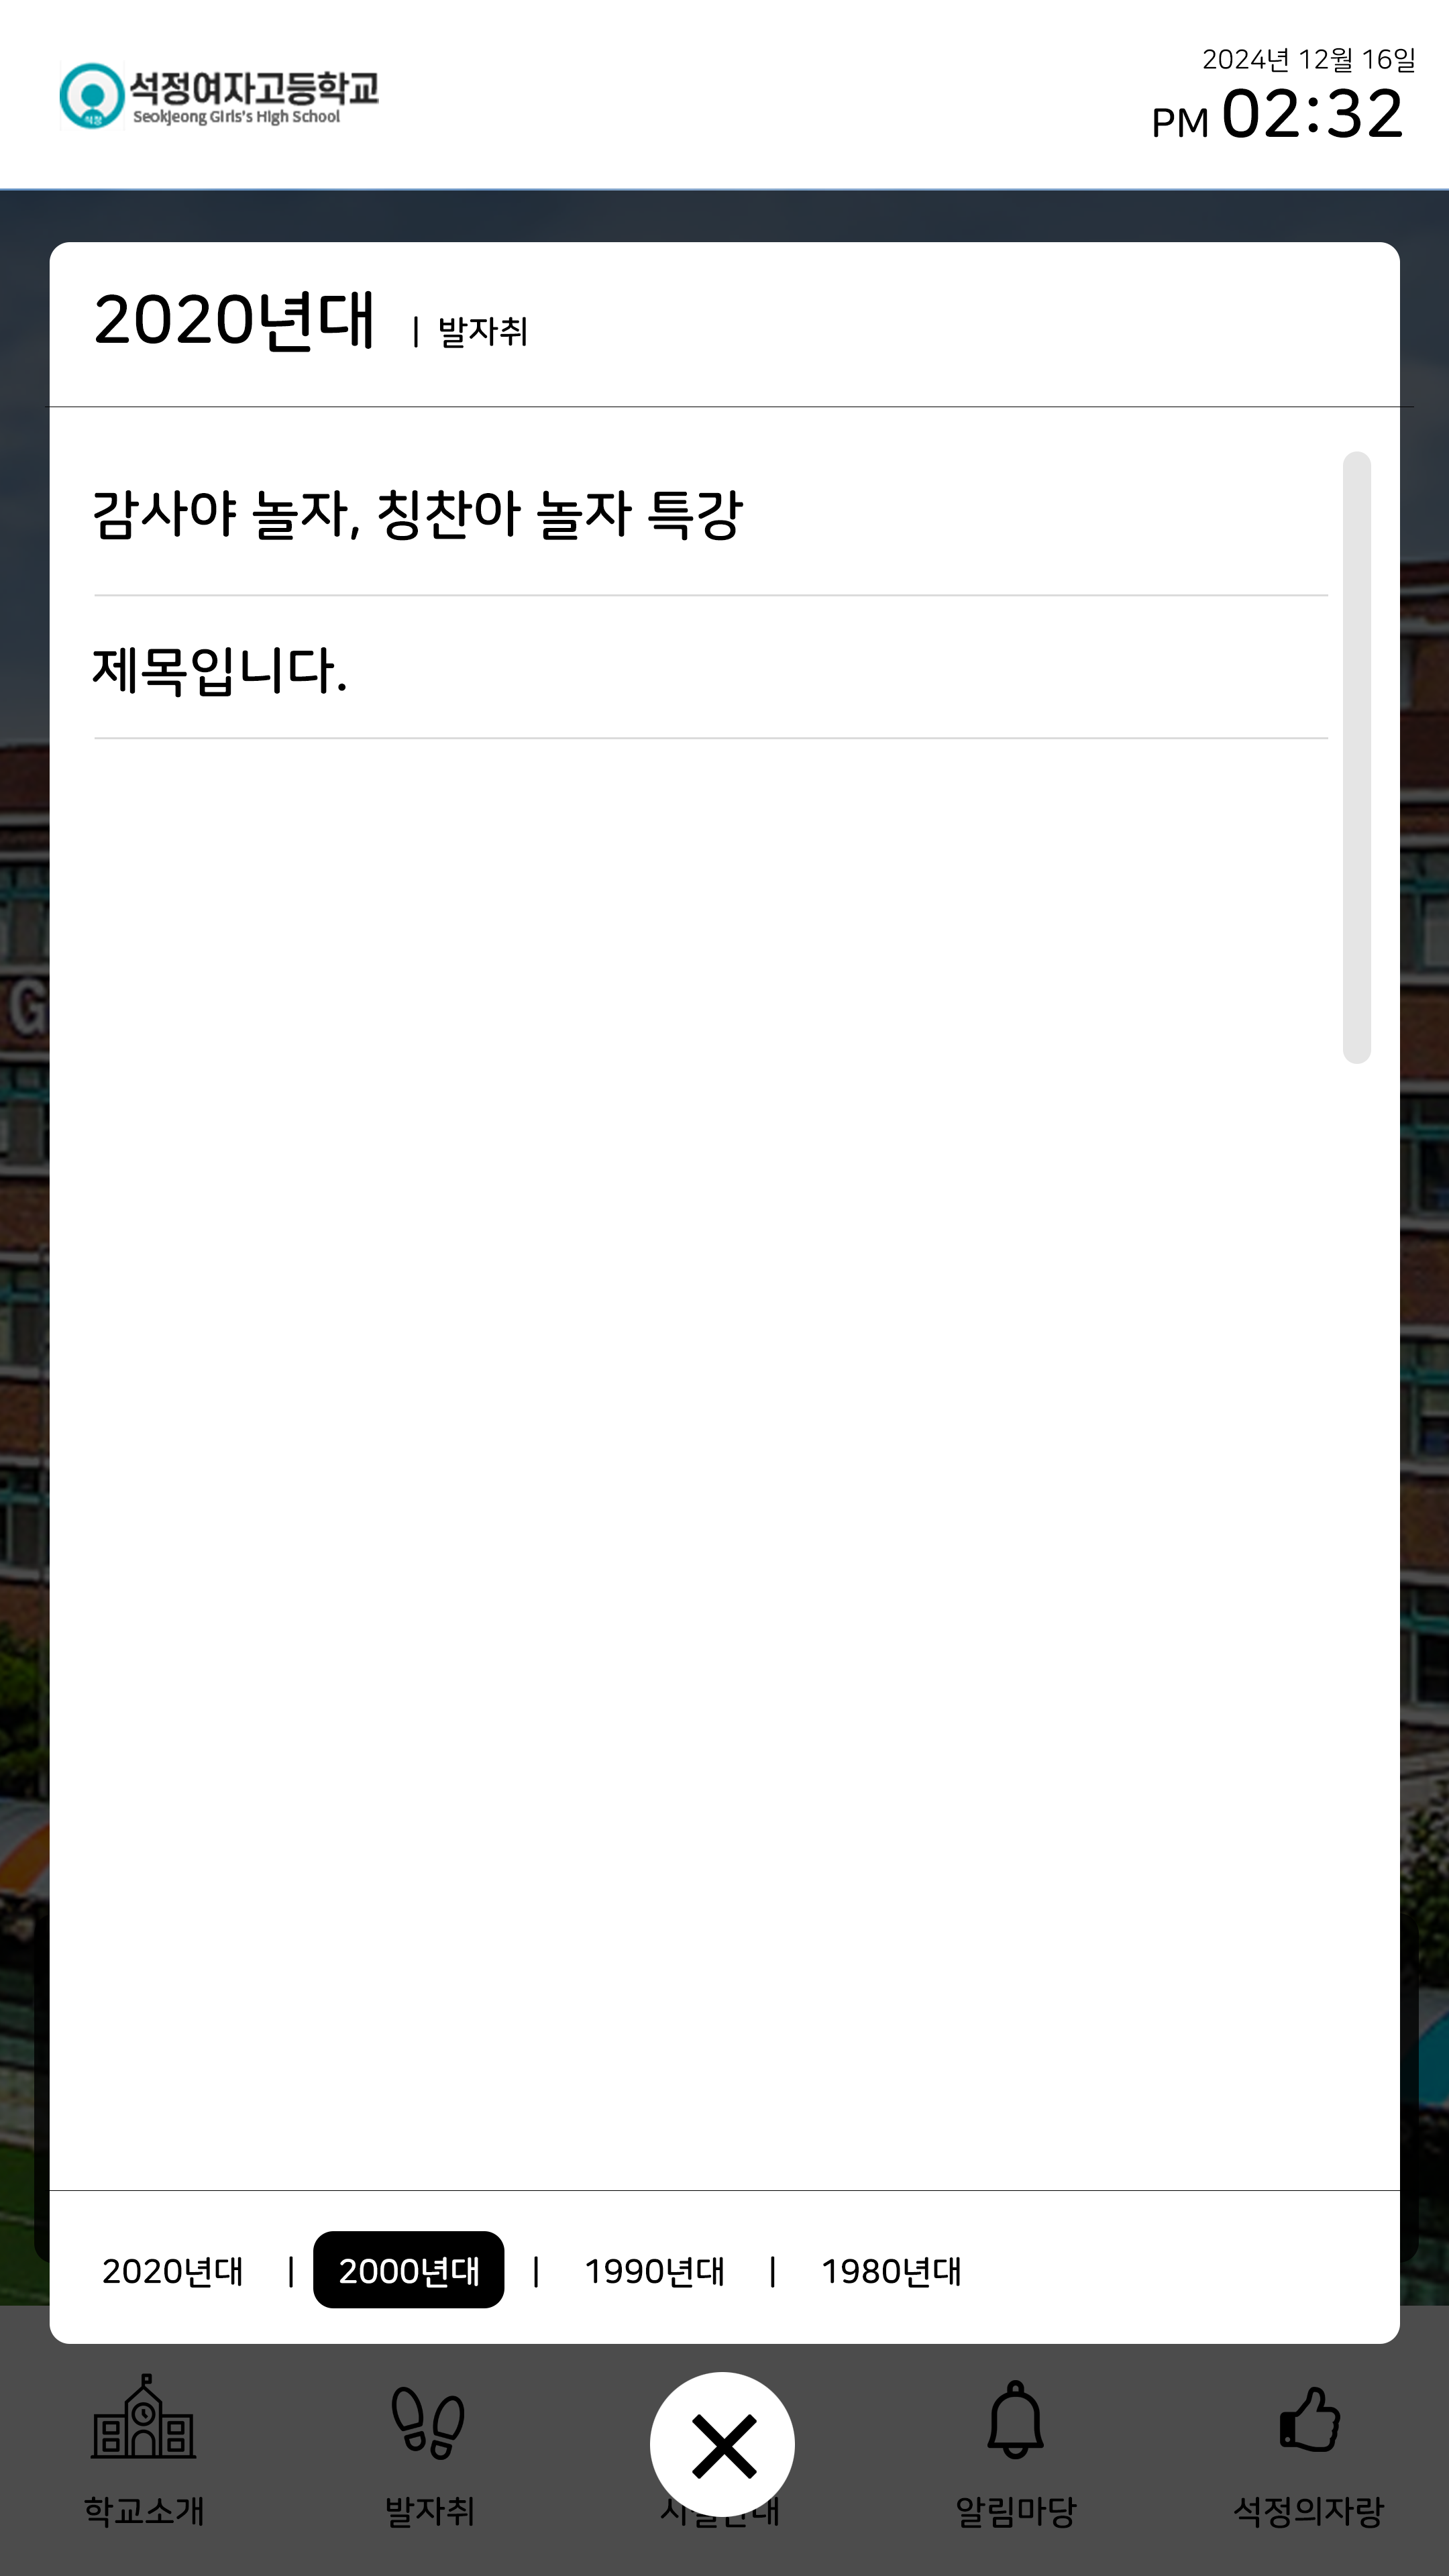 석정여자고등학교
Seokjeong Girls's High School
석정
2024년 12월 16일
PM 02:32
2020년대 | 발자취
감사야 놀자, 칭찬아 놀자 특강
제목입니다.
G
2020년대 | 2000년대 | 1990년대 | 1980년대
학교소개 발자취 알림마당 석정의자랑